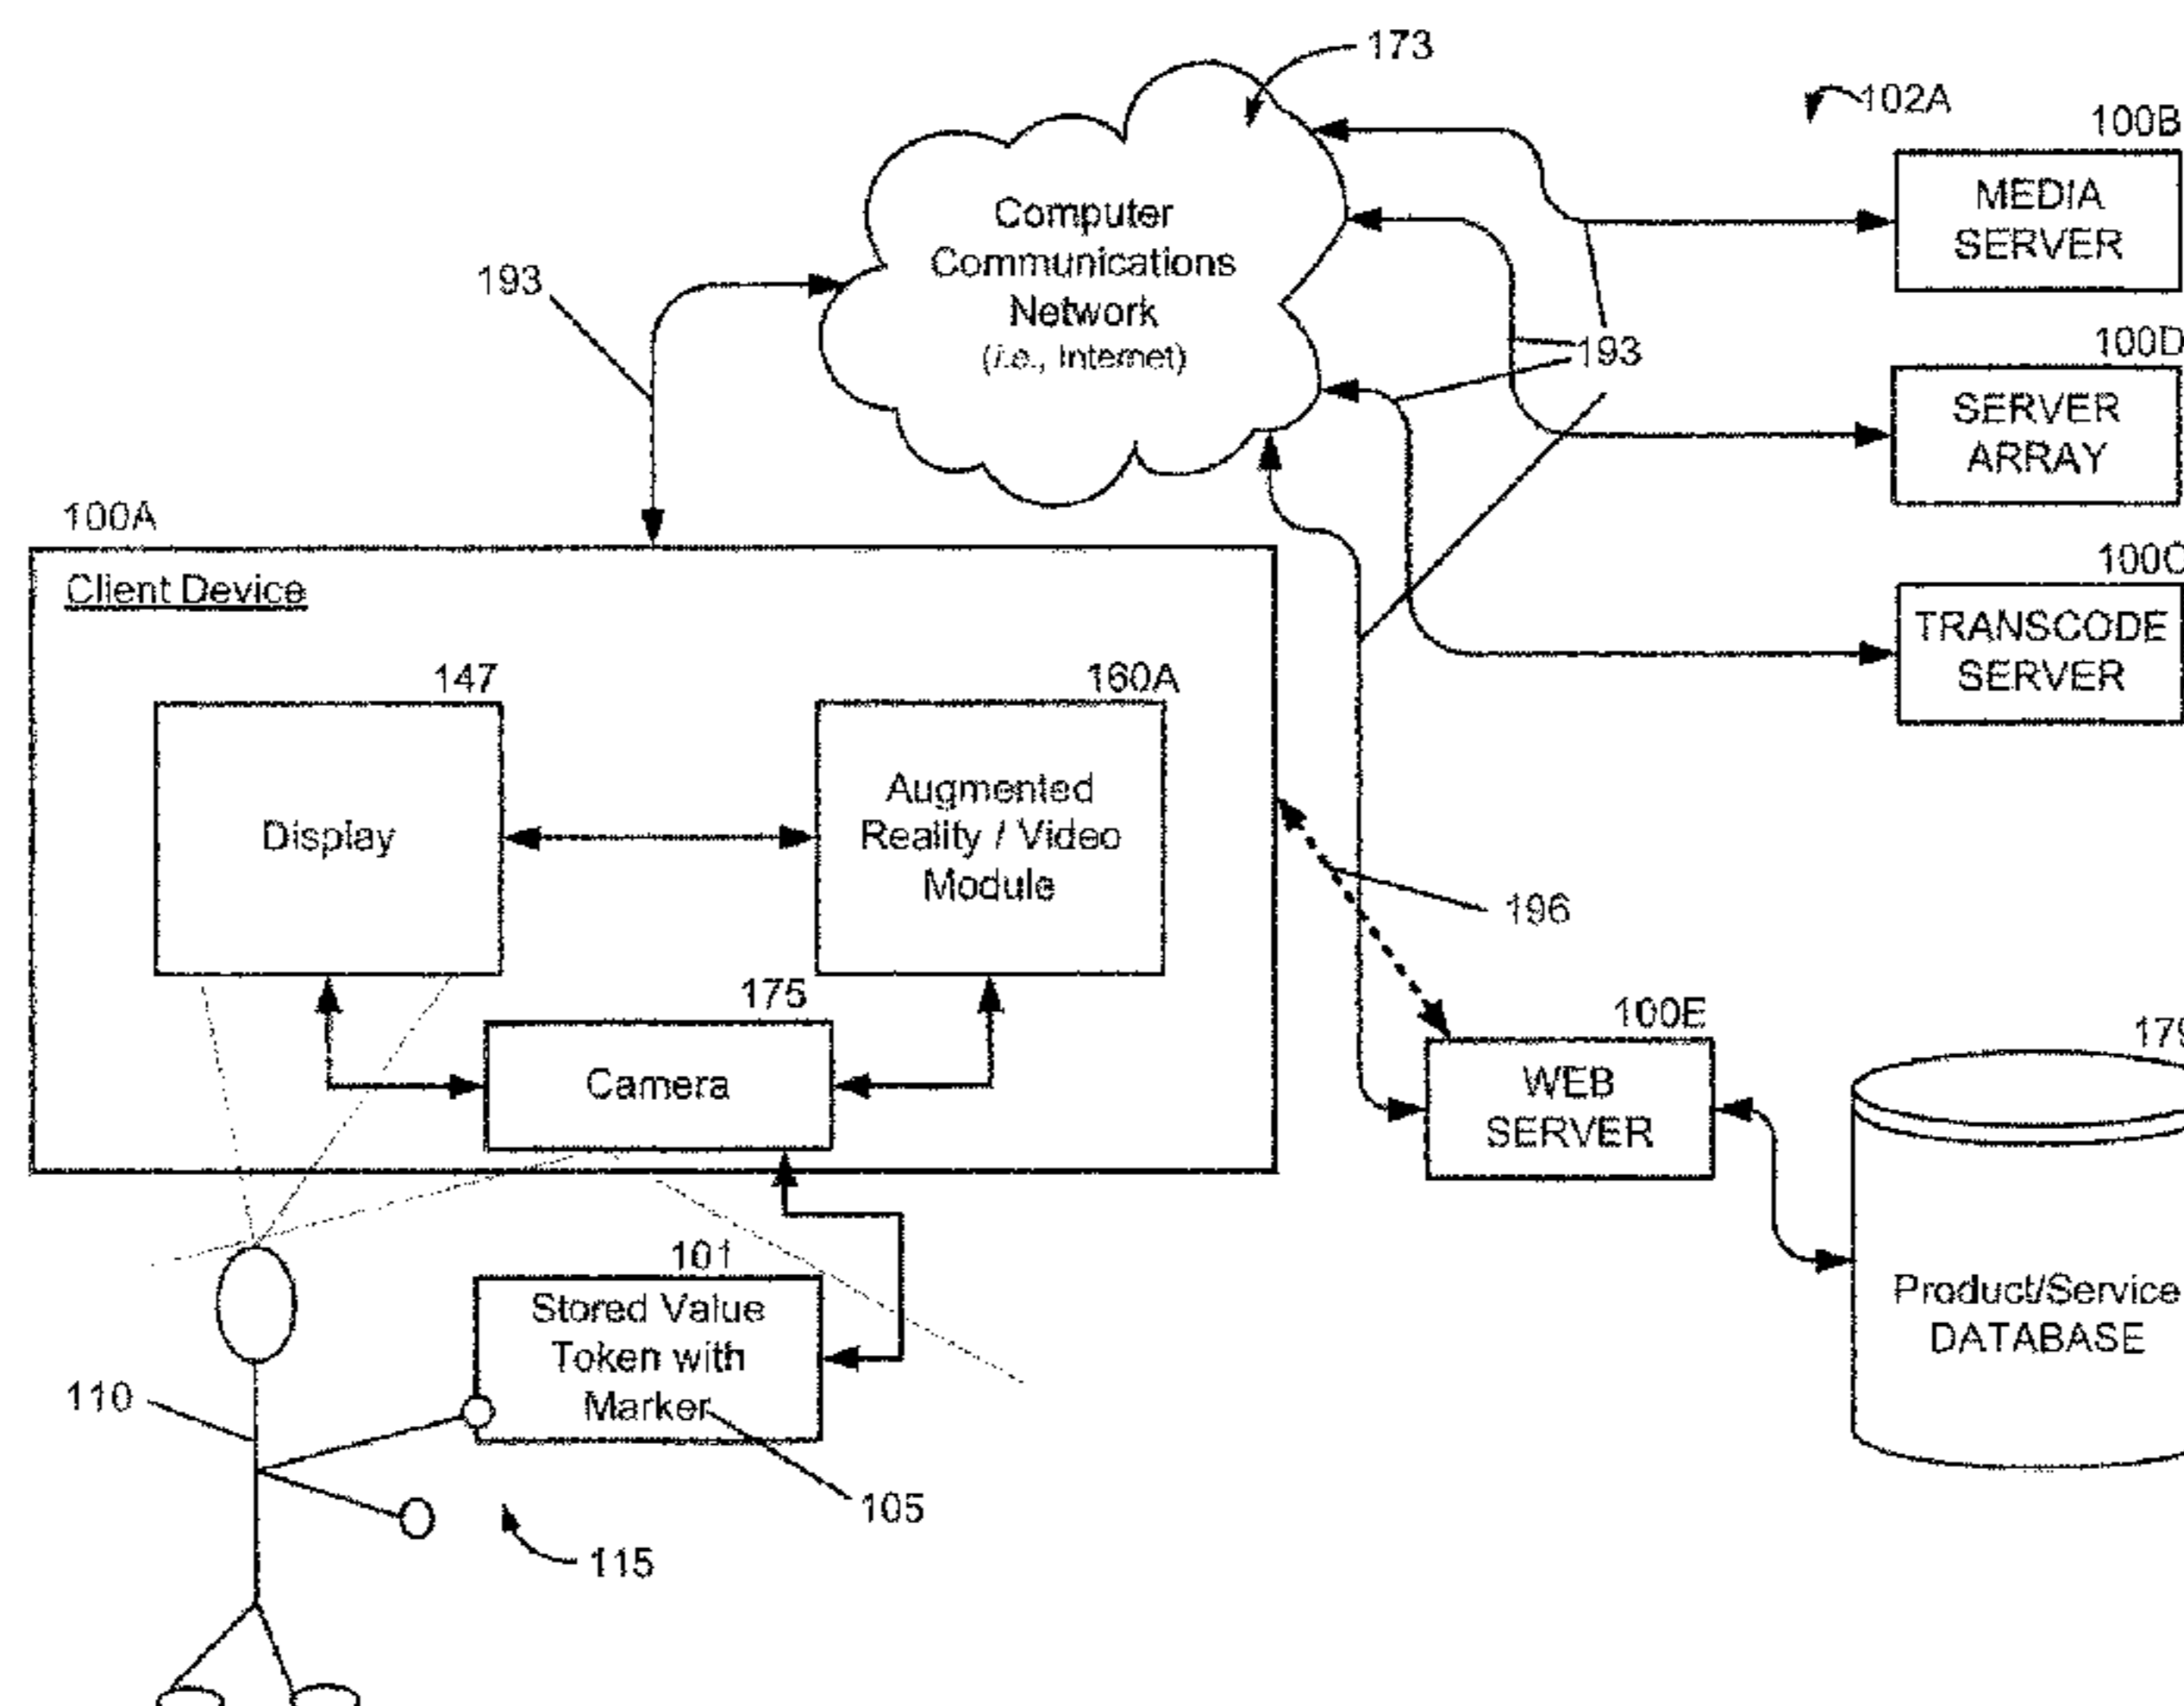 173
102A
100B
MEDIA
SERVER
Computer
Communications
Network
(i.e., Internet)
193
193
100D
SERVER
ARRAY
100A
Client Device
100C
TRANSCODE
SERVER
147
160A
Display
Augmented
Reality / Video
Module
196
175
Camera
100E
WEB
SERVER
179
Product/Service
DATABASE
101
Stored Value
Token with
Marker
110
105
115